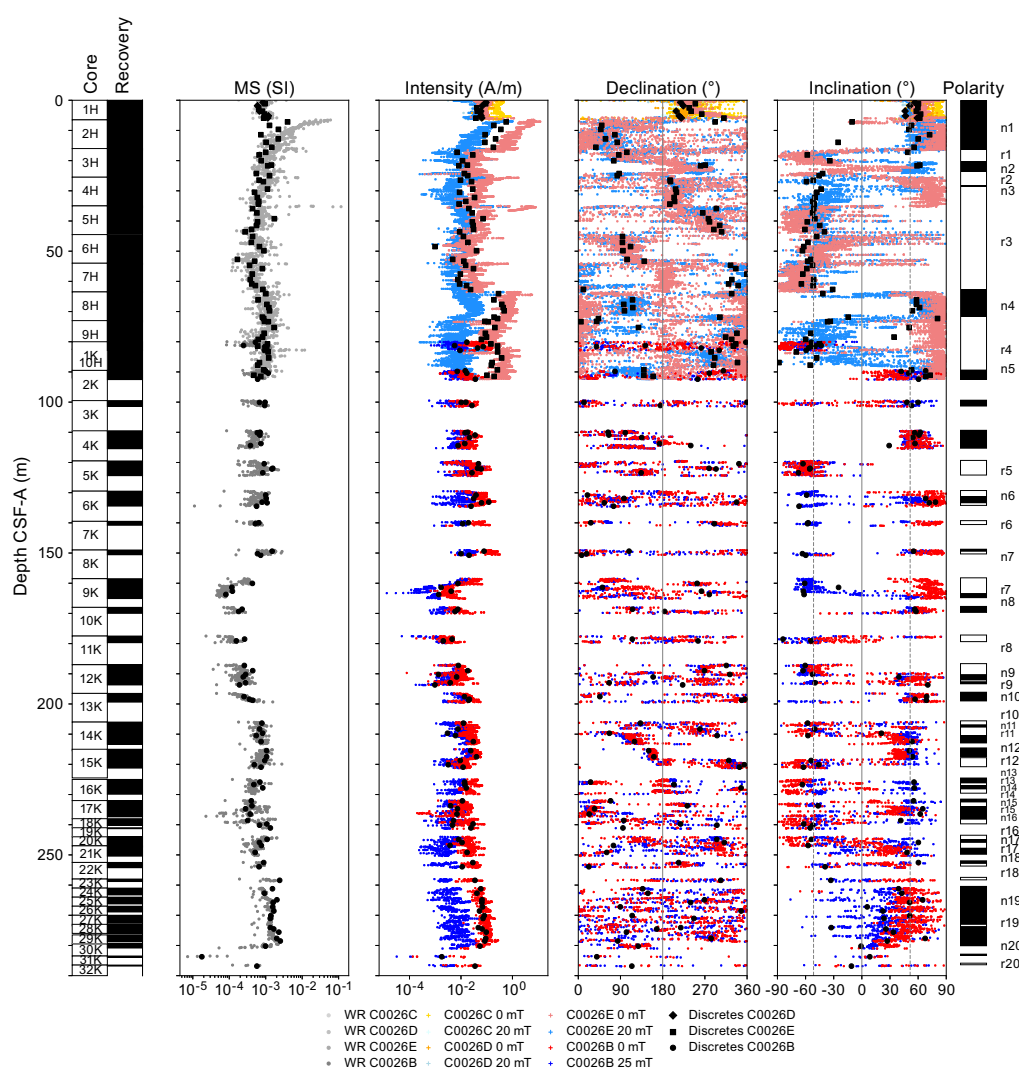 Core
Recovery
MS (SI)
Intensity (A/m)
Declination (°)
Inclination (°)
Polarity
Depth CSF-A (m)
0
50
100
150
200
250
1H
2H
3H
4H
5H
6H
7H
8H
9H
1K
10H
2K
3K
4K
5K
6K
7K
8K
9K
10K
11K
12K
13K
14K
15K
16K
17K
18K
19K
20K
21K
22K
23K
24K
25K
26K
27K
28K
29K
30K
31K
32K
n1
r1
n2
r2
n3
r3
n4
r4
n5
r5
n6
r6
n7
r7
n8
r8
n9
r9
n10
r10
n11
r11
n12
r12
n13
r13
n14
r14
n15
r15
n16
r16
n17
r17
n18
r18
n19
r19
n20
r20
10⁻⁵ 10⁻⁴ 10⁻³ 10⁻² 10⁻¹
10⁻⁴ 10⁻² 10⁰
0 90 180 270 360
-90 -60 -30 0 30 60 90
WR C0026C C0026C 0 mT C0026E 0 mT Discretes C0026D
WR C0026D C0026C 20 mT C0026E 20 mT Discretes C0026E
WR C0026E C0026D 0 mT C0026B 0 mT Discretes C0026B
WR C0026B C0026D 20 mT C0026B 25 mT